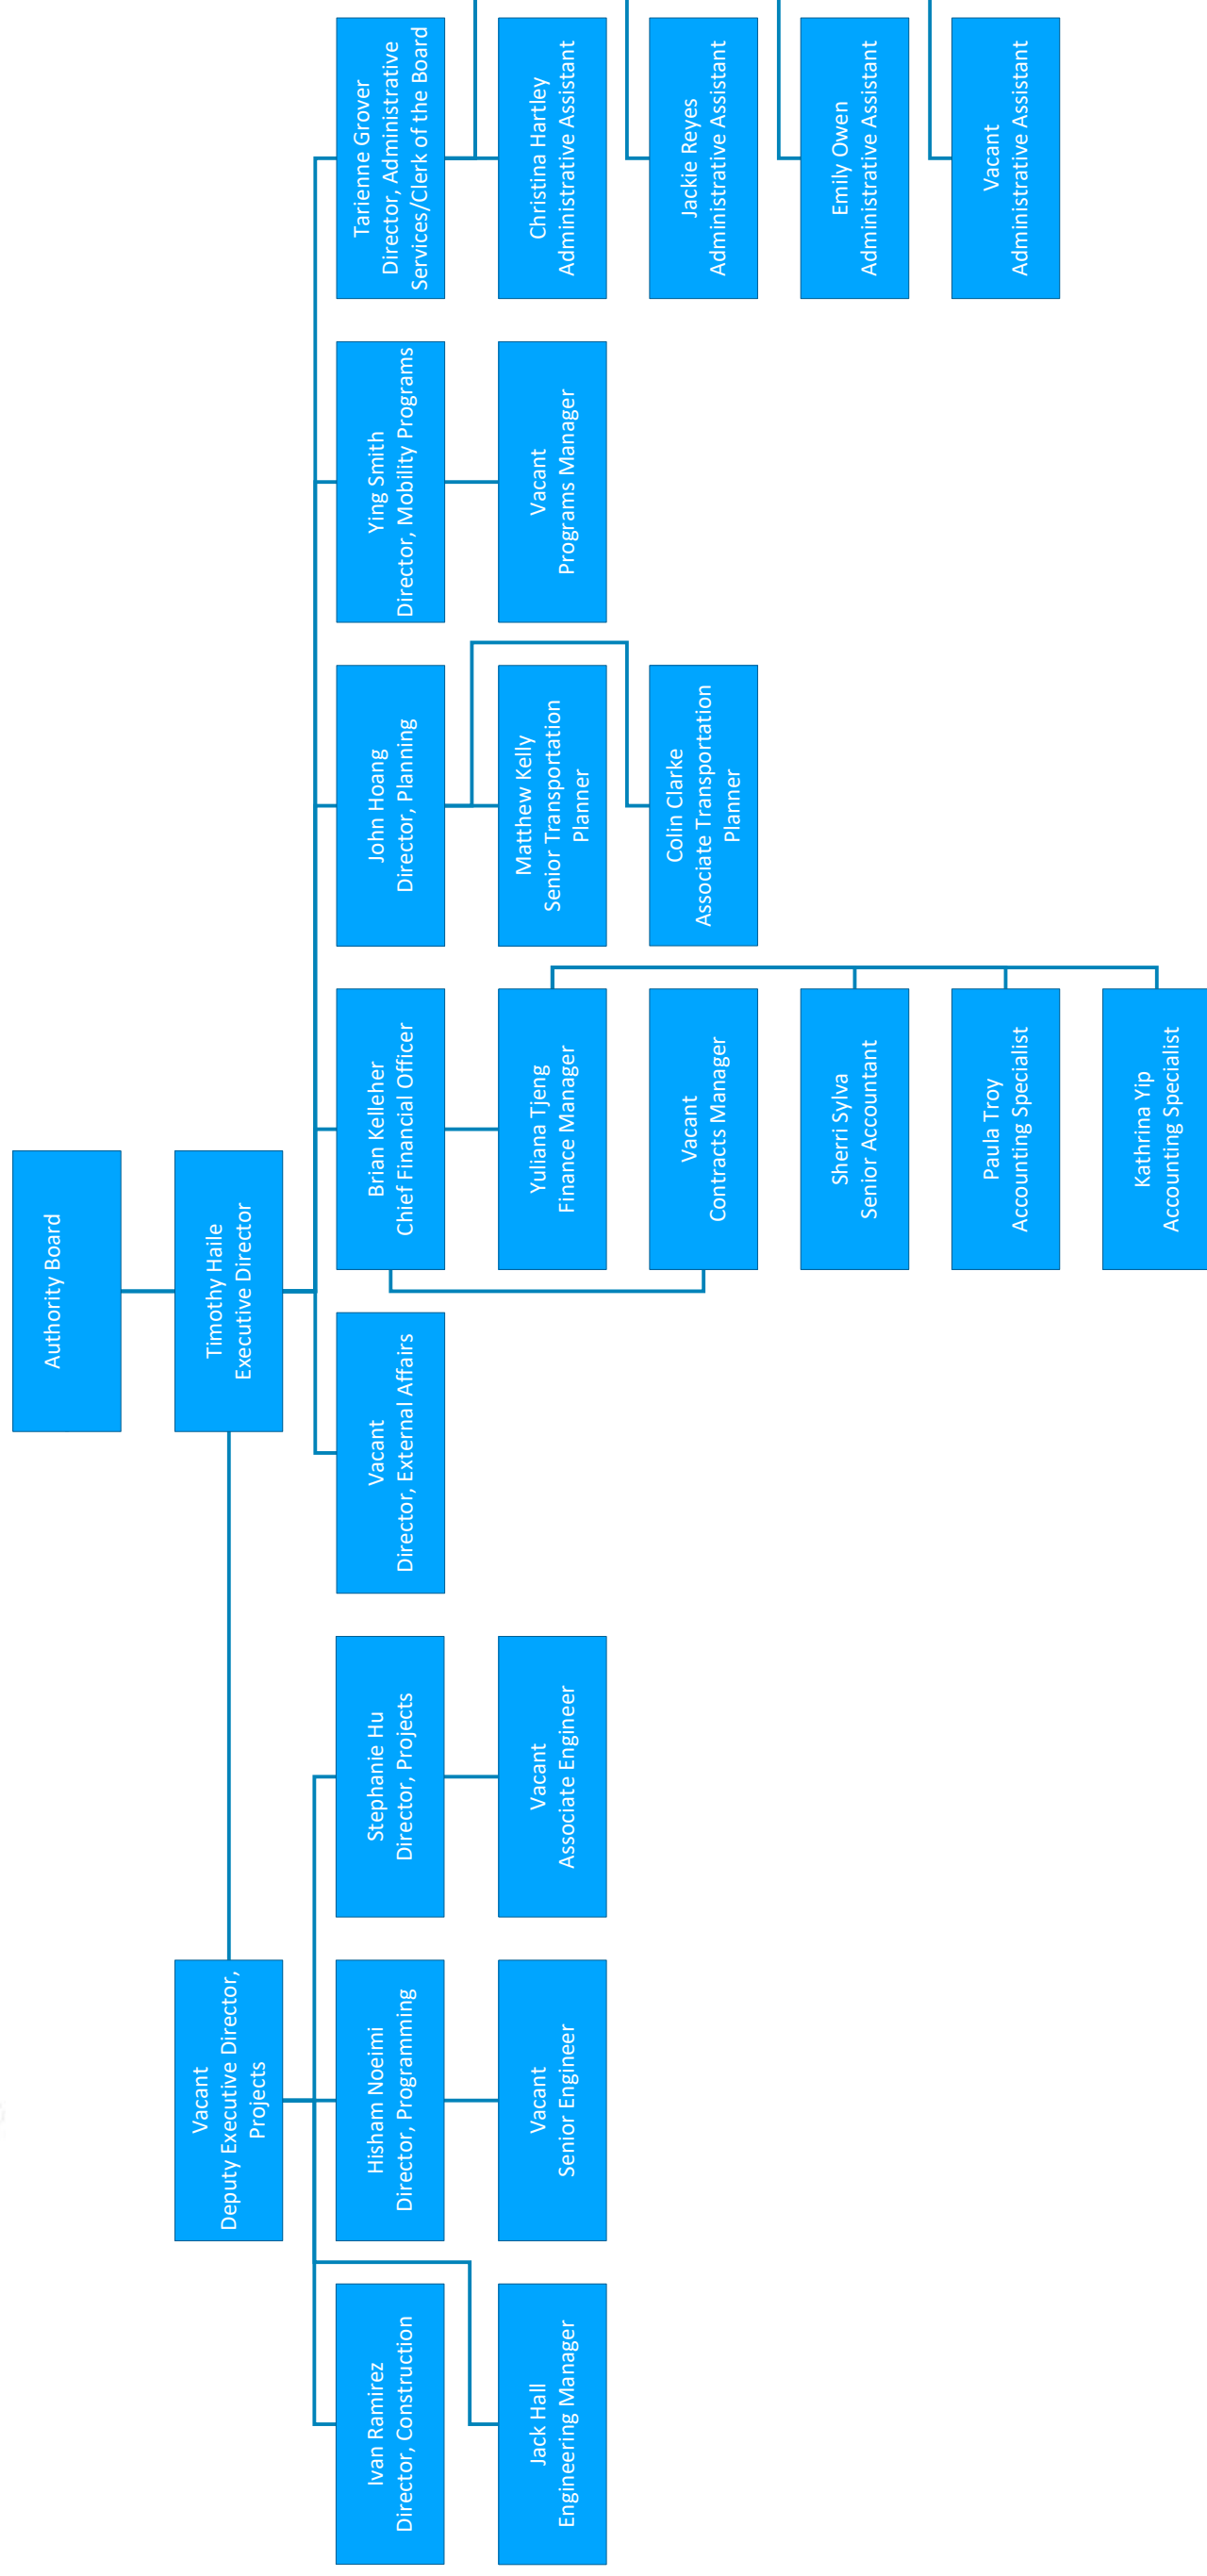 Authority Board
Timothy Haile
Executive Director
Vacant
Deputy Executive Director,
Projects
Ivan Ramirez
Director, Construction
Hisham Noeimi
Director, Programming
Stephanie Hu
Director, Projects
Vacant
Director, External Affairs
Brian Kelleher
Chief Financial Officer
John Hoang
Director, Planning
Ying Smith
Director, Mobility Programs
Tarienne Grover
Director, Administrative
Services/Clerk of the Board
Jack Hall
Engineering Manager
Vacant
Senior Engineer
Vacant
Associate Engineer
Yuliana Tjeng
Finance Manager
Matthew Kelly
Senior Transportation
Planner
Vacant
Programs Manager
Christina Hartley
Administrative Assistant
Vacant
Contracts Manager
Colin Clarke
Associate Transportation
Planner
Jackie Reyes
Administrative Assistant
Sherri Sylva
Senior Accountant
Emily Owen
Administrative Assistant
Paula Troy
Accounting Specialist
Vacant
Administrative Assistant
Kathrina Yip
Accounting Specialist